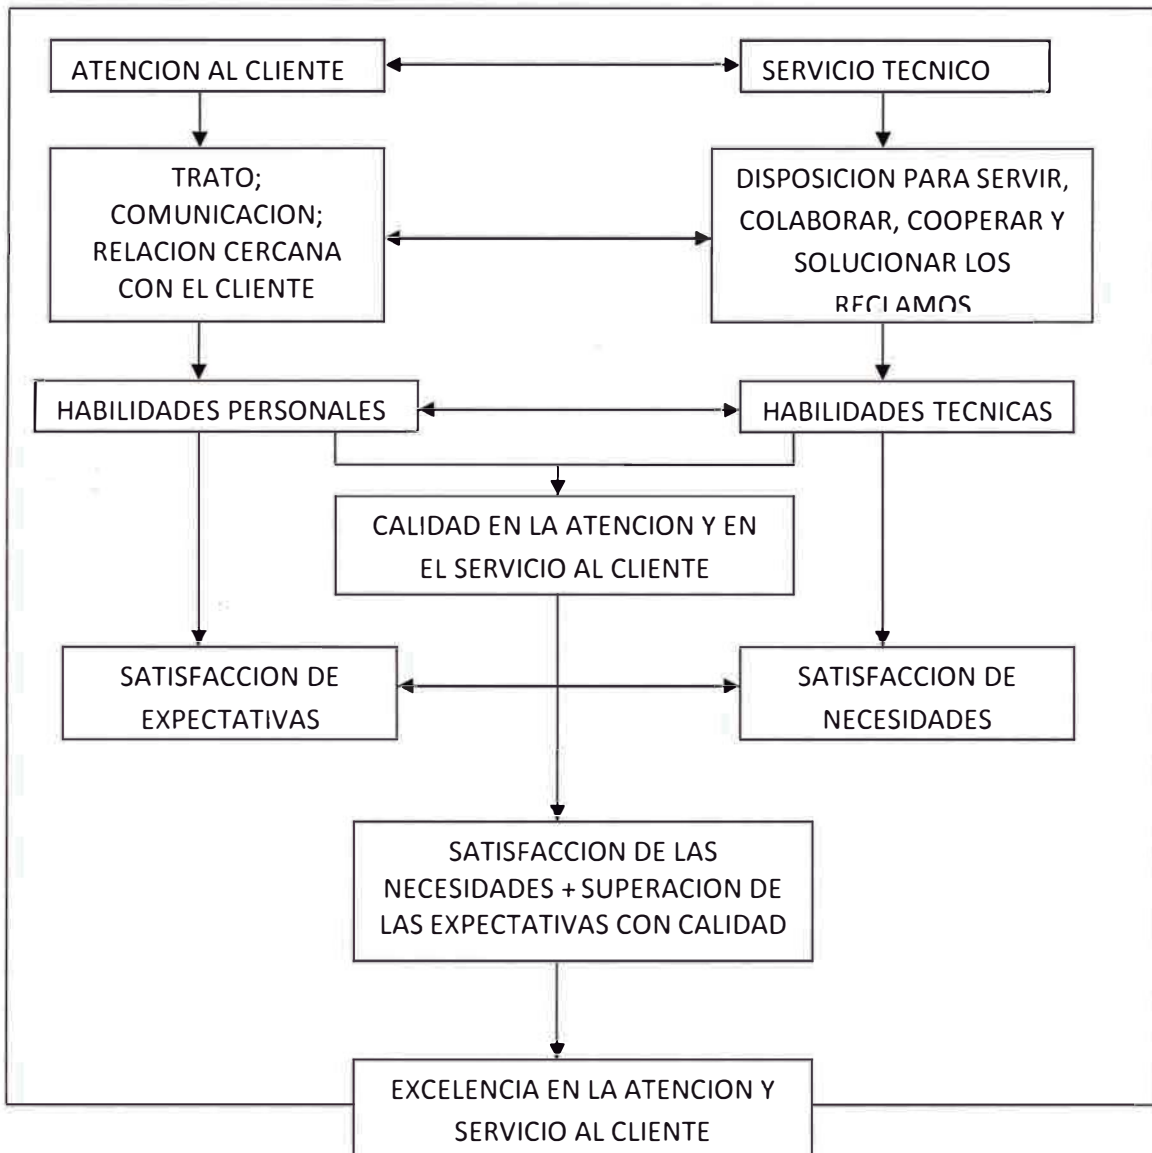 ATENCION AL CLIENTE
SERVICIO TECNICO
TRATO;
COMUNICACION;
RELACION CERCANA
CON EL CLIENTE
DISPOSICION PARA SERVIR,
COLABORAR, COOPERAR Y
SOLUCIONAR LOS
RECLAMOS
HABILIDADES PERSONALES
HABILIDADES TECNICAS
CALIDAD EN LA ATENCION Y EN
EL SERVICIO AL CLIENTE
SATISFACCION DE
EXPECTATIVAS
SATISFACCION DE
NECESIDADES
SATISFACCION DE LAS
NECESIDADES + SUPERACION DE
LAS EXPECTATIVAS CON CALIDAD
EXCELENCIA EN LA ATENCION Y
SERVICIO AL CLIENTE